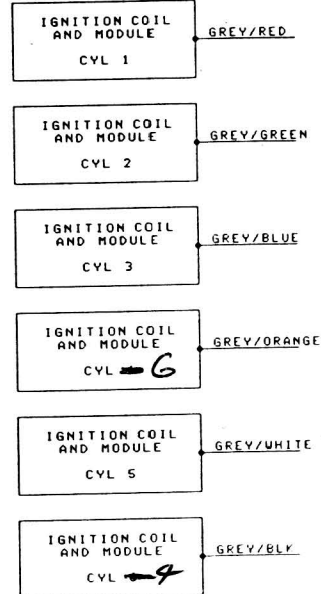 IGNITION COIL
AND MODULE
CYL 1
GREY/RED
IGNITION COIL
AND MODULE
CYL 2
GREY/GREEN
IGNITION COIL
AND MODULE
CYL 3
GREY/BLUE
IGNITION COIL
AND MODULE
CYL 6
GREY/ORANGE
IGNITION COIL
AND MODULE
CYL 5
GREY/WHITE
IGNITION COIL
AND MODULE
CYL 4
GREY/BLK